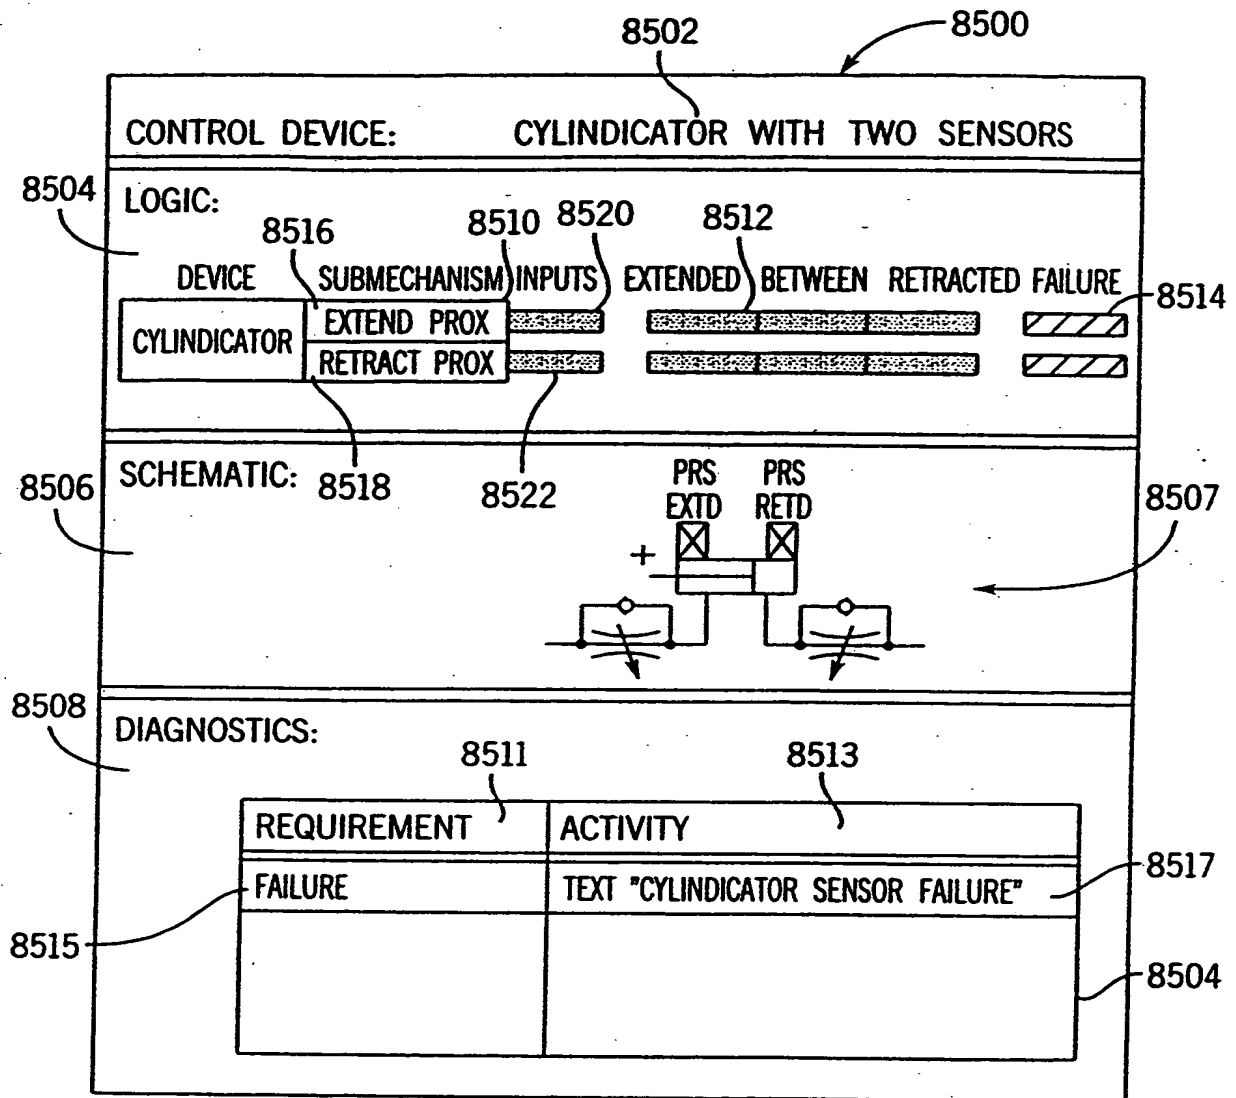 8502
8500
CONTROL DEVICE: CYLINDICATOR WITH TWO SENSORS
8504
LOGIC:
8516
8510
8520
8512
DEVICE SUBMECHANISM INPUTS EXTENDED BETWEEN RETRACTED FAILURE
8514
CYLINDICATOR
EXTEND PROX
RETRACT PROX
8506
SCHEMATIC:
8518
8522
PRS EXTD
PRS RETD
8507
+
8508
DIAGNOSTICS:
8511
8513
REQUIREMENT ACTIVITY
FAILURE TEXT "CYLINDICATOR SENSOR FAILURE"
8517
8515
8504